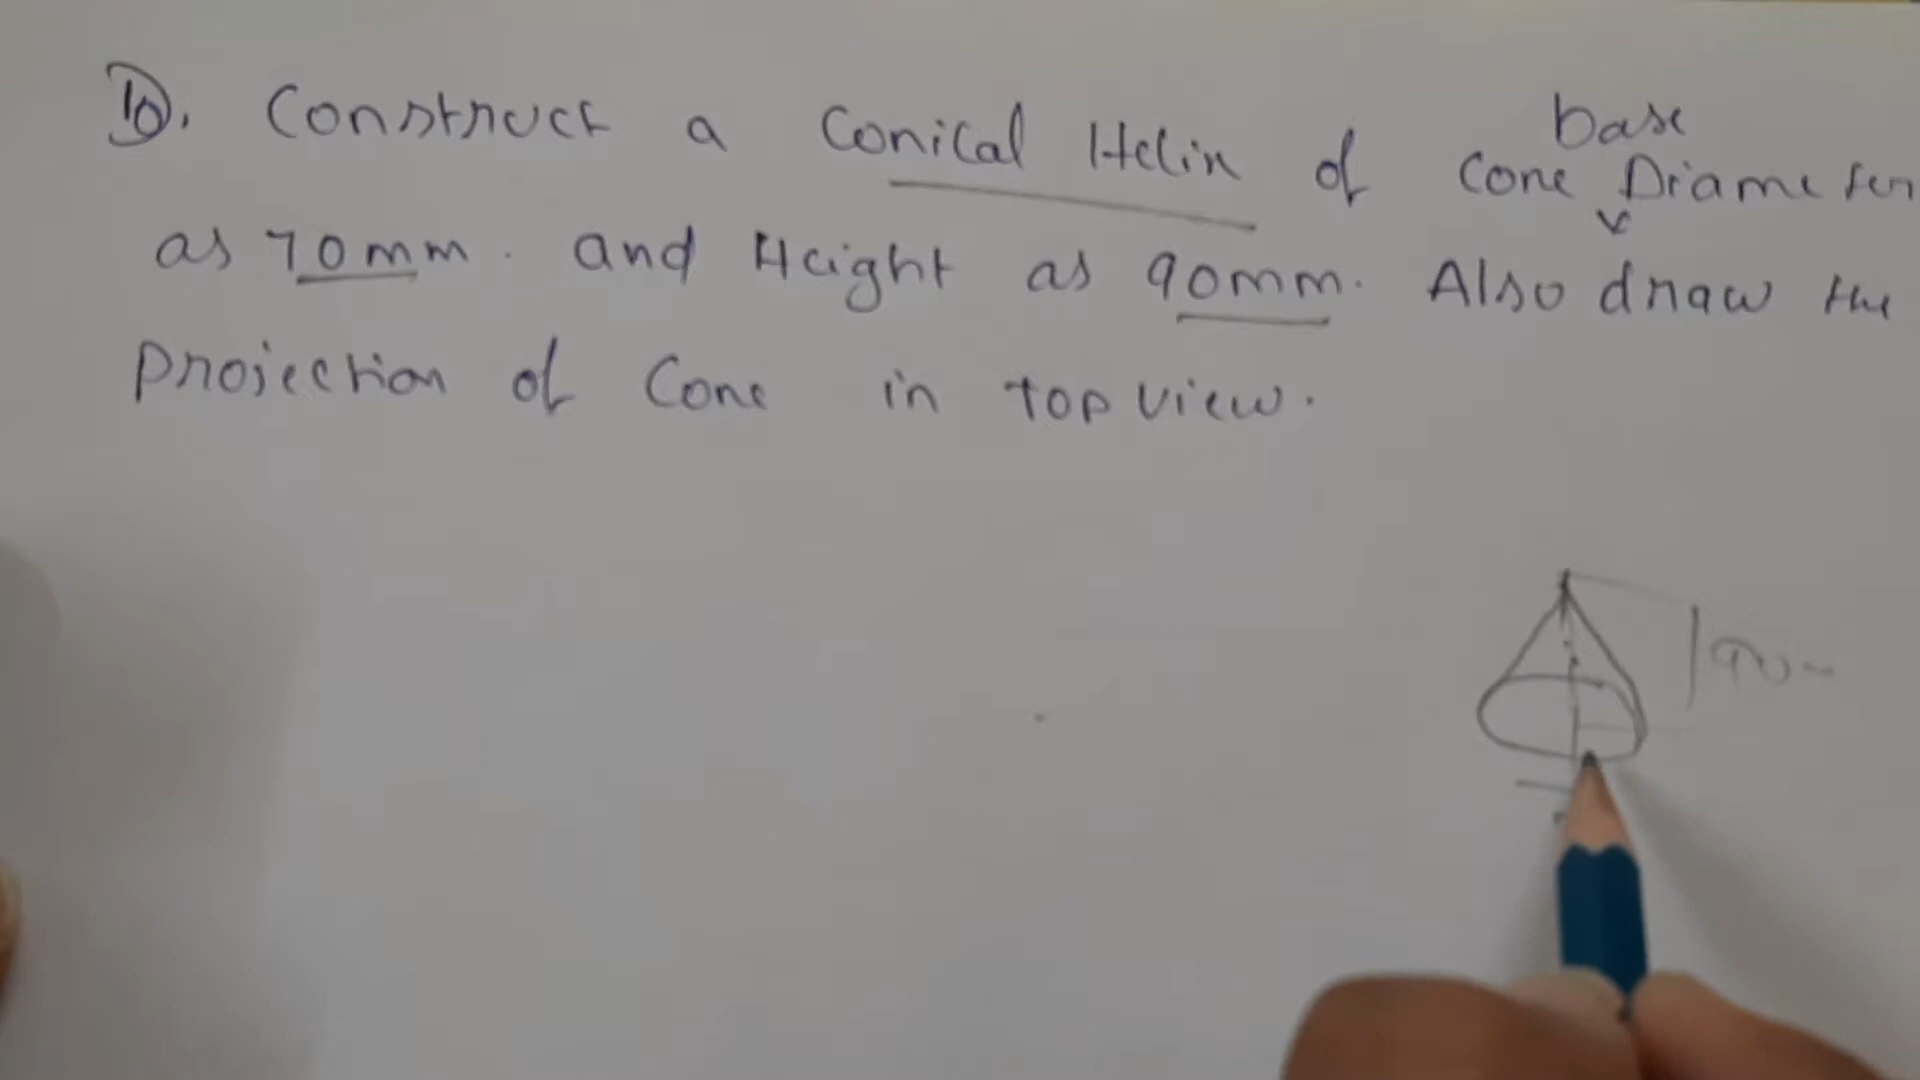 10. Construct a Conical Helix of Cone base Diameter
as 70mm. and Height as 90mm. Also draw the
projection of Cone in top view.
90